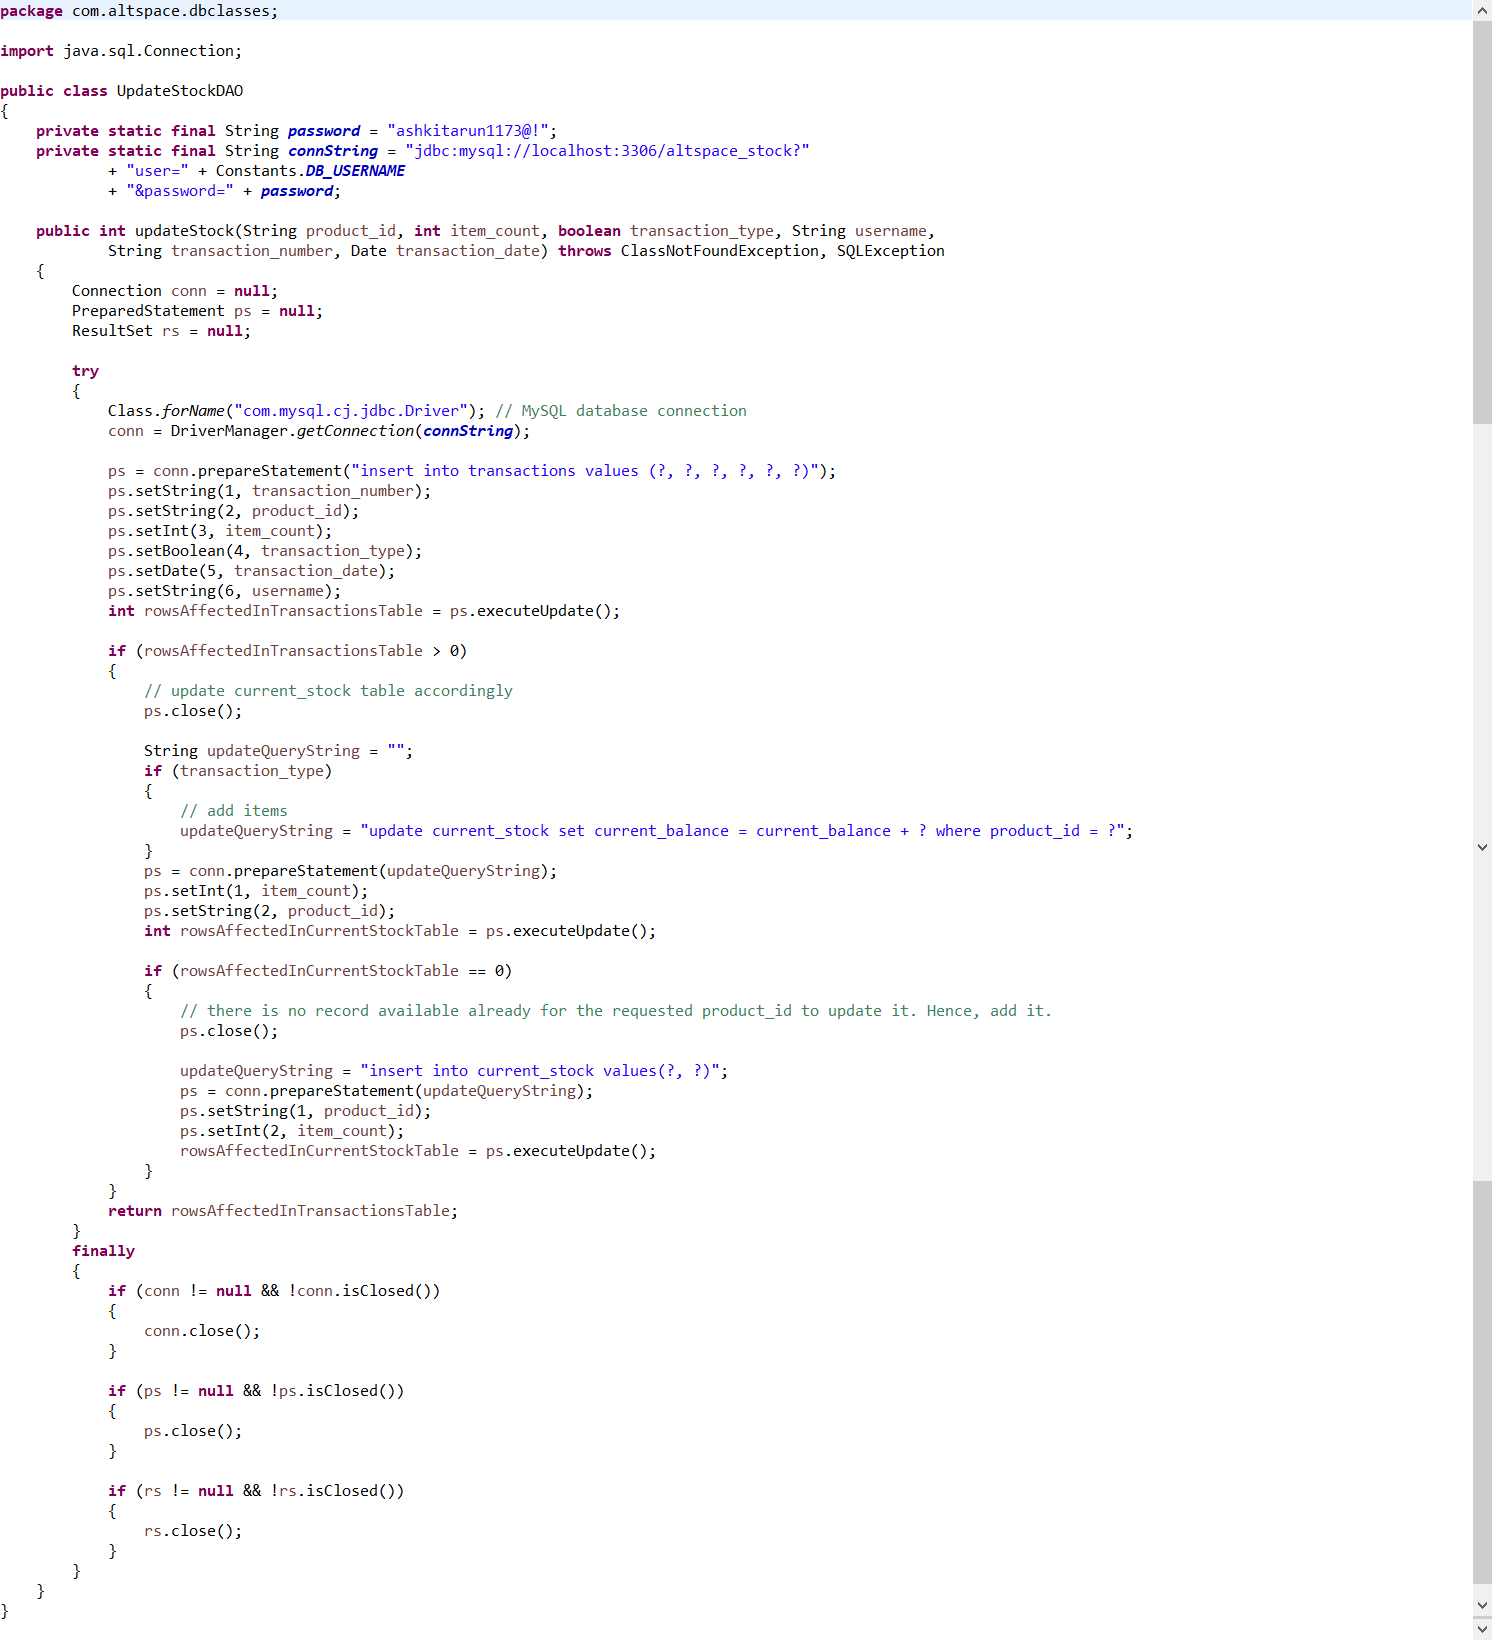 package com.altspace.dbclasses;
import java.sql.Connection;
public class UpdateStockDAO
{
    private static final String password = "ashkitarun1173@!";
    private static final String connString = "jdbc:mysql://localhost:3306/altspace_stock?"
            + "user=" + Constants.DB_USERNAME
            + "&password=" + password;
    public int updateStock(String product_id, int item_count, boolean transaction_type, String username,
            String transaction_number, Date transaction_date) throws ClassNotFoundException, SQLException
    {
        Connection conn = null;
        PreparedStatement ps = null;
        ResultSet rs = null;
        try
        {
            Class.forName("com.mysql.cj.jdbc.Driver"); // MySQL database connection
            conn = DriverManager.getConnection(connString);
            ps = conn.prepareStatement("insert into transactions values (?, ?, ?, ?, ?, ?)");
            ps.setString(1, transaction_number);
            ps.setString(2, product_id);
            ps.setInt(3, item_count);
            ps.setBoolean(4, transaction_type);
            ps.setDate(5, transaction_date);
            ps.setString(6, username);
            int rowsAffectedInTransactionsTable = ps.executeUpdate();
            if (rowsAffectedInTransactionsTable > 0)
            {
                // update current_stock table accordingly
                ps.close();
                String updateQueryString = "";
                if (transaction_type)
                {
                    // add items
                    updateQueryString = "update current_stock set current_balance = current_balance + ? where product_id = ?";
                }
                ps = conn.prepareStatement(updateQueryString);
                ps.setInt(1, item_count);
                ps.setString(2, product_id);
                int rowsAffectedInCurrentStockTable = ps.executeUpdate();
                if (rowsAffectedInCurrentStockTable == 0)
                {
                    // there is no record available already for the requested product_id to update it. Hence, add it.
                    ps.close();
                    updateQueryString = "insert into current_stock values(?, ?)";
                    ps = conn.prepareStatement(updateQueryString);
                    ps.setString(1, product_id);
                    ps.setInt(2, item_count);
                    rowsAffectedInCurrentStockTable = ps.executeUpdate();
                }
            }
            return rowsAffectedInTransactionsTable;
        }
        finally
        {
            if (conn != null && !conn.isClosed())
            {
                conn.close();
            }
            if (ps != null && !ps.isClosed())
            {
                ps.close();
            }
            if (rs != null && !rs.isClosed())
            {
                rs.close();
            }
        }
    }
}